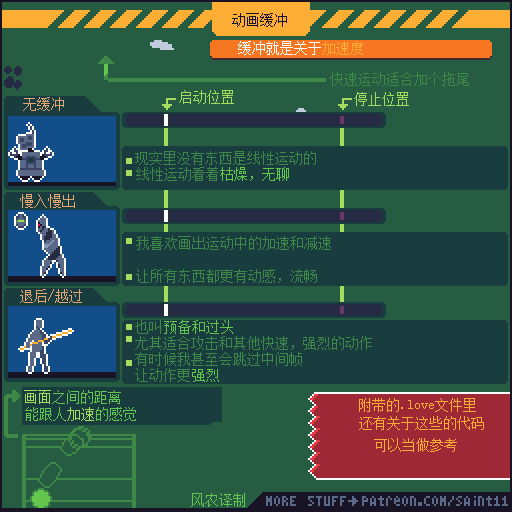 动画缓冲
缓冲就是关于加速度
快速运动适合加个拖尾
启动位置
停止位置
无缓冲
现实里没有东西是线性运动的
线性运动看着枯燥，无聊
慢入慢出
我喜欢画出运动中的加速和减速
让所有东西都更有动感，流畅
退后/越过
也叫预备和过头
尤其适合攻击和其他快速，强烈的动作
有时候我甚至会跳过中间帧
让动作更强烈
画面之间的距离
能跟人加速的感觉
附带的.love文件里
还有关于这些的代码
可以当做参考
风农译制
MORE STUFF→PATREON.COM/SAINT11